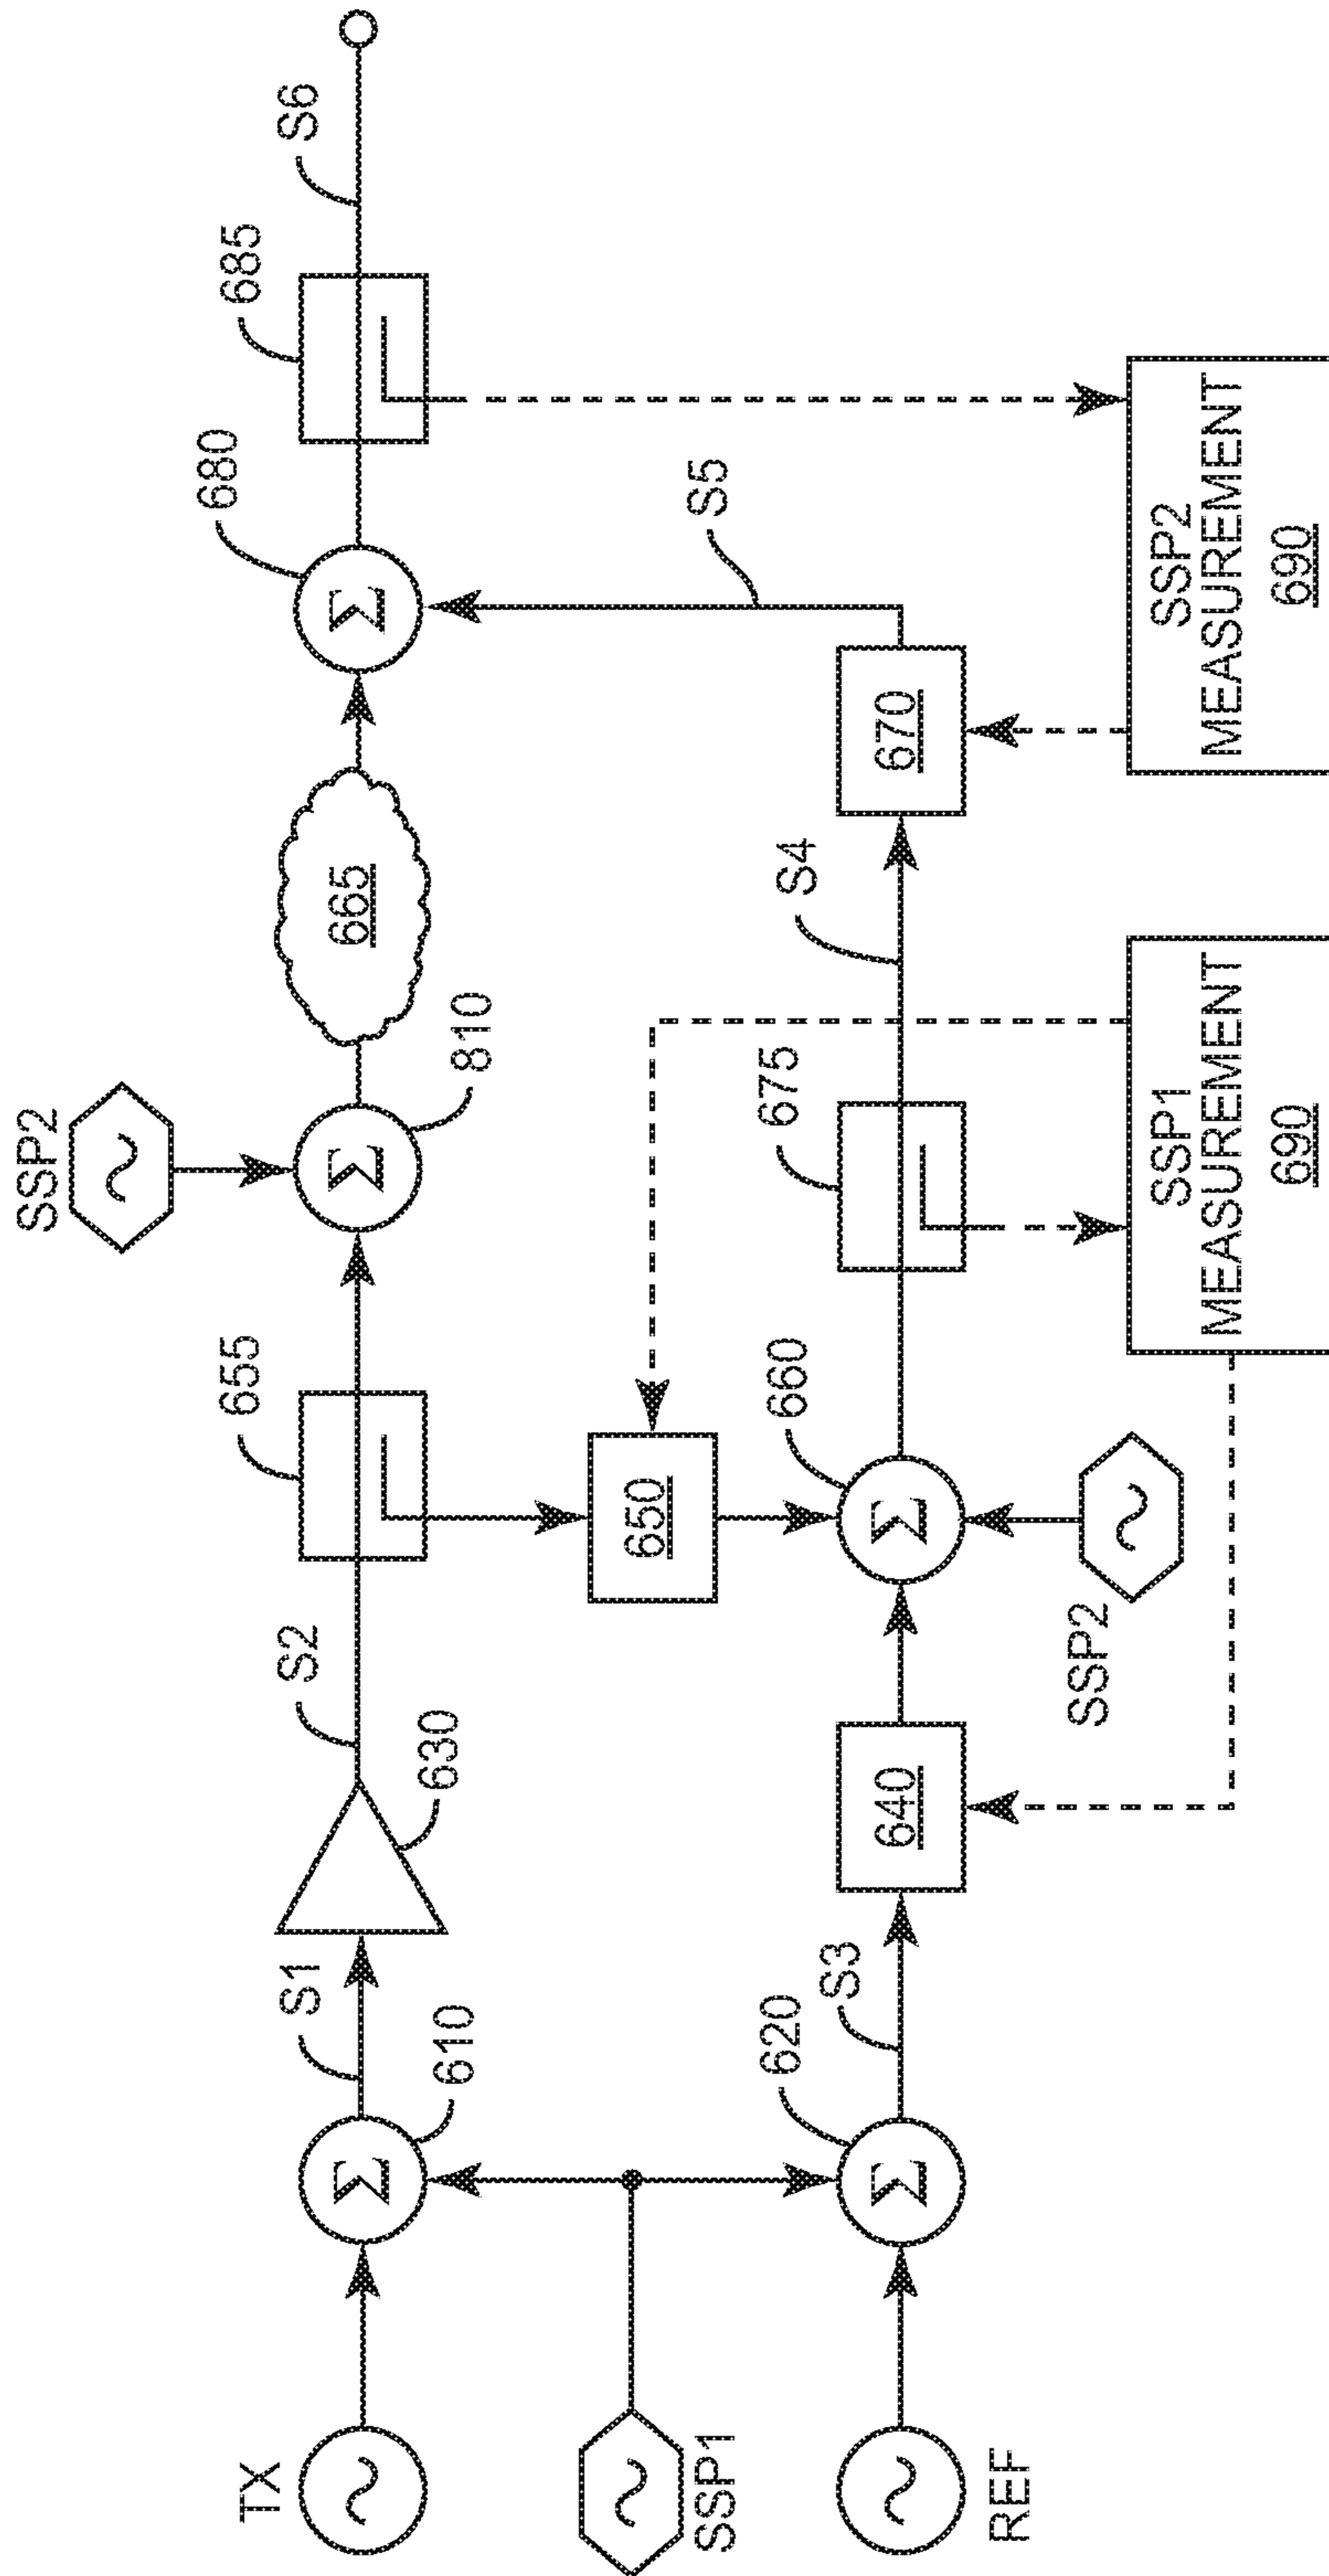 TX
S1
610
S2
630
655
SSP2
Σ
Σ
810
665
680
Σ
685
S6
SSP1
650
S5
REF
620
Σ
S3
640
660
Σ
SSP2
675
S4
670
SSP1
MEASUREMENT
690
SSP2
MEASUREMENT
690